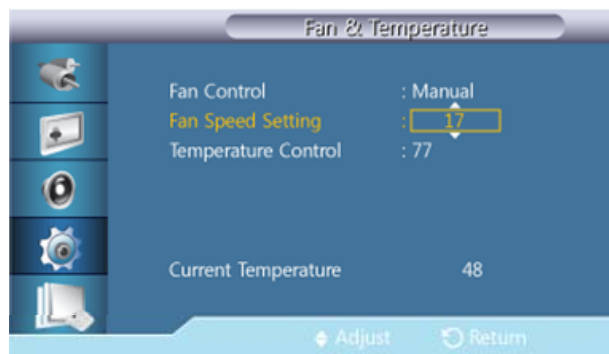 Fan & Temperature
Fan Control : Manual
Fan Speed Setting : 17
Temperature Control : 77
Current Temperature 48
Adjust Return